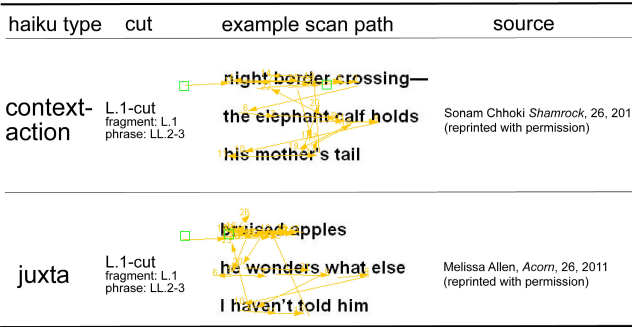 haiku type cut example scan path source
context-
action
L.1-cut
fragment: L.1
phrase: LL.2-3
night border crossing—
the elephant calf holds
his mother's tail
Sonam Chhoki Shamrock, 26, 201
(reprinted with permission)
juxta
L.1-cut
fragment: L.1
phrase: LL.2-3
bruised apples
he wonders what else
I haven't told him
Melissa Allen, Acorn, 26, 2011
(reprinted with permission)